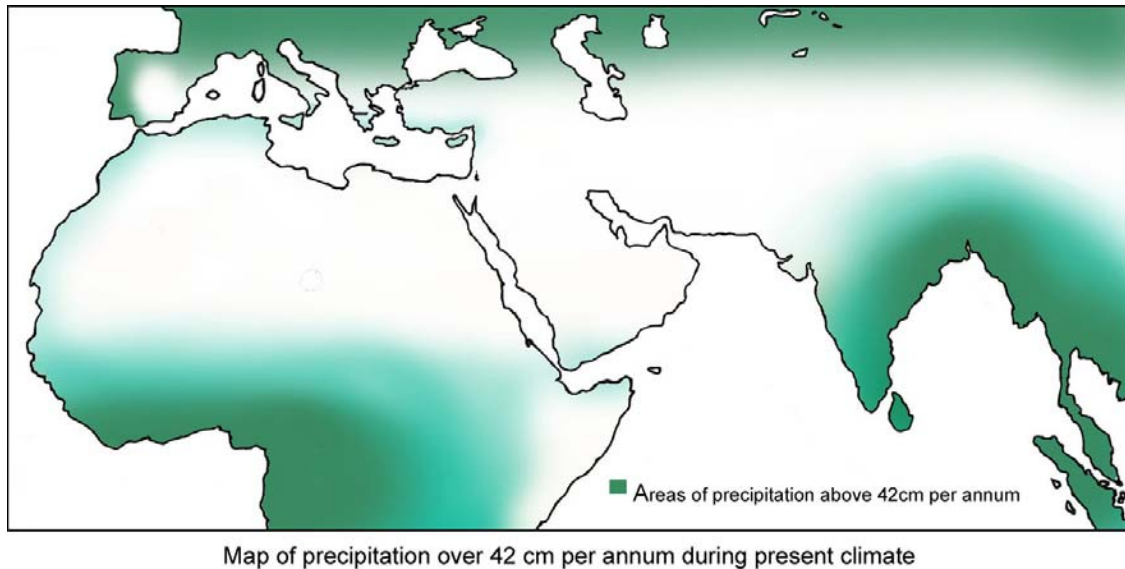 Areas of precipitation above 42cm per annum
Map of precipitation over 42 cm per annum during present climate